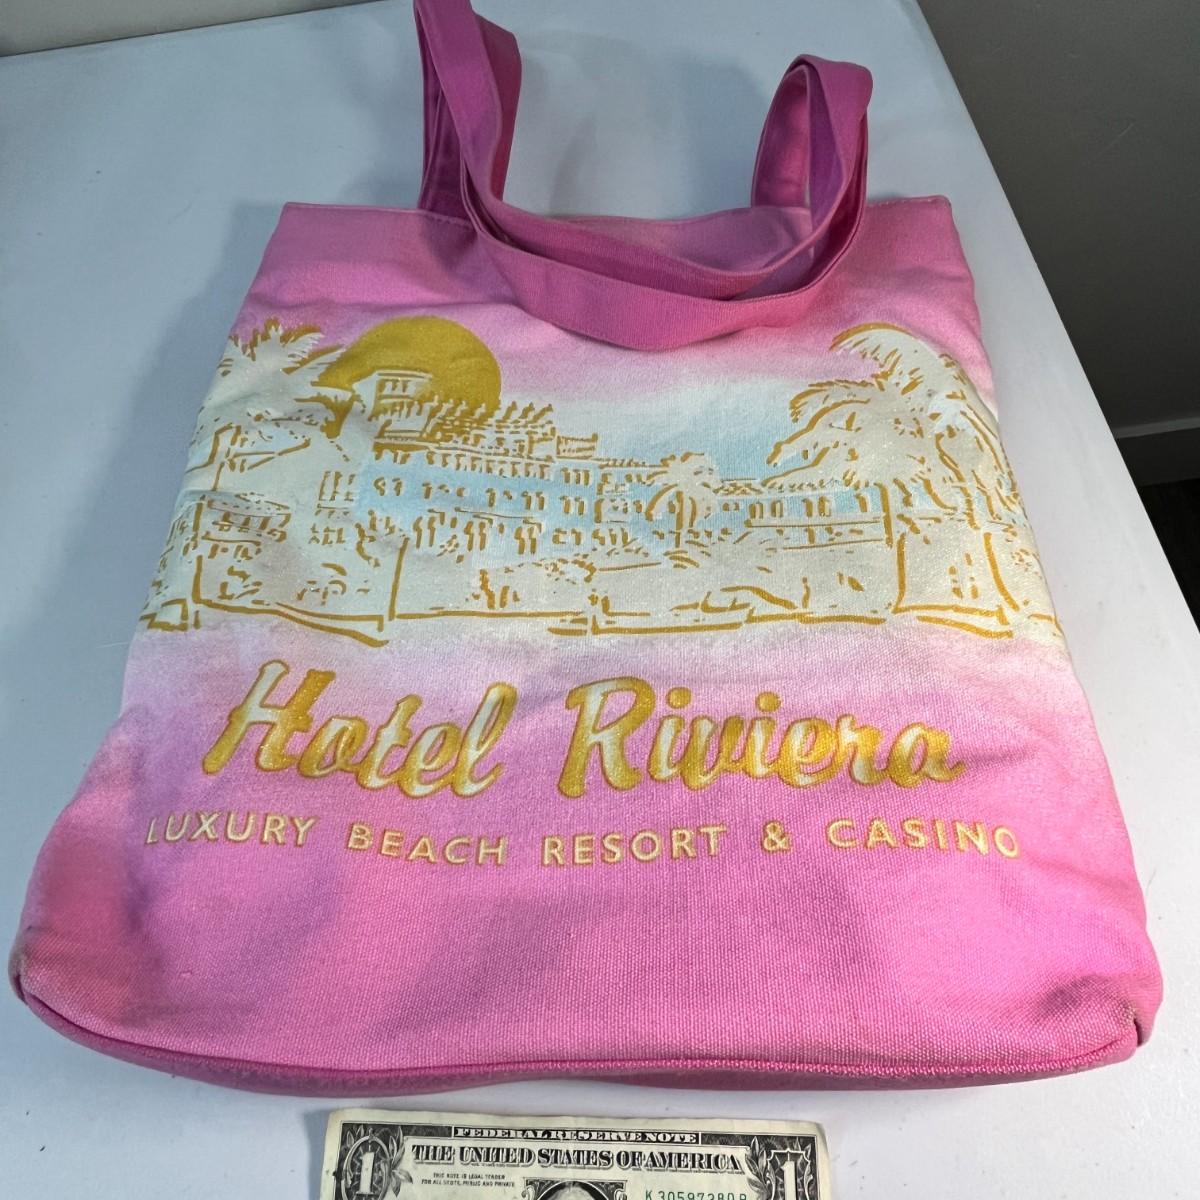 Hotel Riviera
LUXURY BEACH RESORT & CASINO
FEDERAL RESERVE NOTE
THE UNITED STATES OF AMERICA
THIS NOTE IS LEGAL TENDER
FOR ALL DEBTS, PUBLIC AND PRIVATE
1
1
K 30597280 B